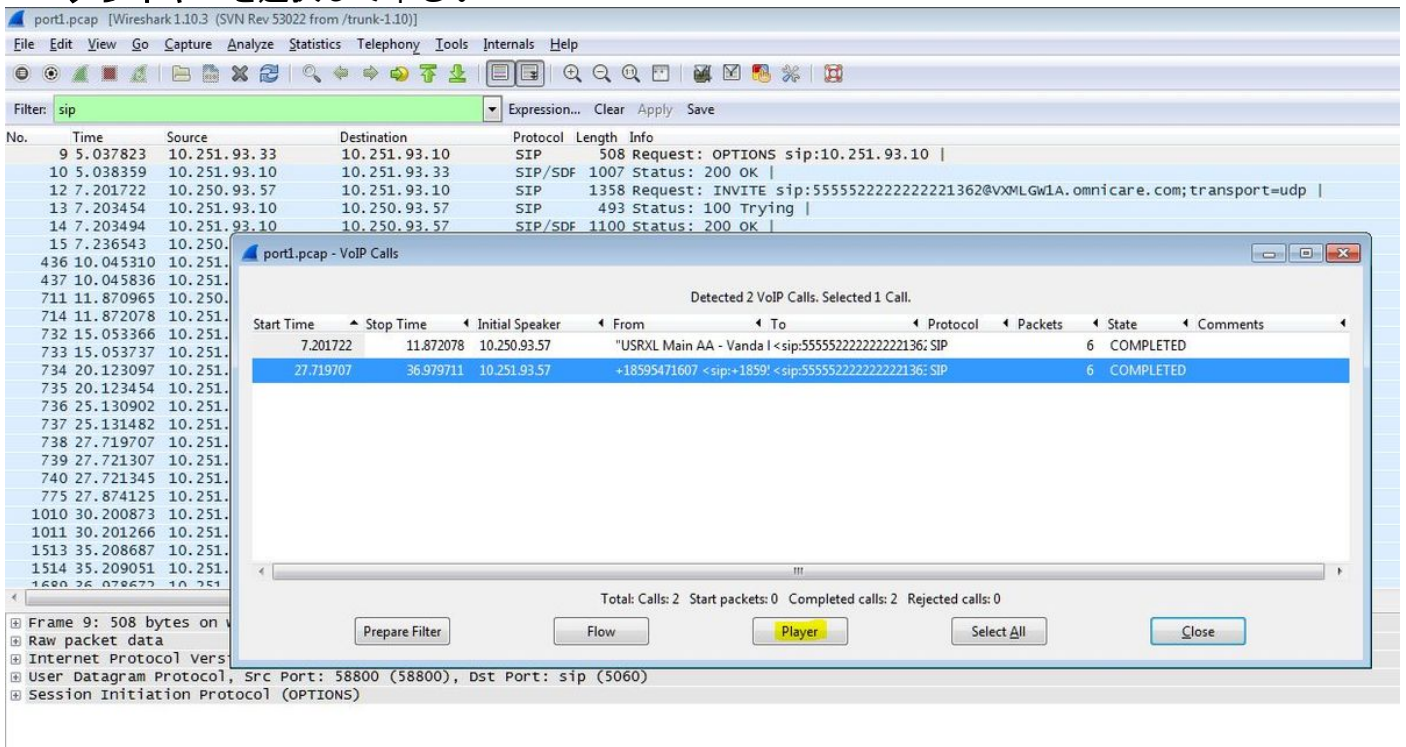 port1.pcap [Wireshark 1.10.3 (SVN Rev 53022 from /trunk-1.10)]
File Edit View Go Capture Analyze Statistics Telephony Tools Internals Help
Filter: sip Expression... Clear Apply Save
No. Time Source Destination Protocol Length Info
9 5.037823 10.251.93.33 10.251.93.10 SIP 508 Request: OPTIONS sip:10.251.93.10 |
10 5.038359 10.251.93.10 10.251.93.33 SIP/SDF 1007 Status: 200 OK |
12 7.201722 10.250.93.57 10.251.93.10 SIP 1358 Request: INVITE sip:5555522222222221362@VXMLGW1A.omnicare.com;transport=udp |
13 7.203454 10.251.93.10 10.250.93.57 SIP 493 Status: 100 Trying |
14 7.203494 10.251.93.10 10.250.93.57 SIP/SDF 1100 Status: 200 OK |
15 7.236543 10.250.
436 10.045310 10.251.
437 10.045836 10.251.
711 11.870965 10.250.
714 11.872078 10.251.
732 15.053366 10.251.
733 15.053737 10.251.
734 20.123097 10.251.
735 20.123454 10.251.
736 25.130902 10.251.
737 25.131482 10.251.
738 27.719707 10.251.
739 27.721307 10.251.
740 27.721345 10.251.
775 27.874125 10.251.
1010 30.200873 10.251.
1011 30.201266 10.251.
1513 35.208687 10.251.
1514 35.209051 10.251.
1689 36.978672 10.251
port1.pcap - VoIP Calls
Detected 2 VoIP Calls. Selected 1 Call.
Start Time Stop Time Initial Speaker From To Protocol Packets State Comments
7.201722 11.872078 10.250.93.57 "USRXL Main AA - Vanda I <sip:5555522222222221362 SIP 6 COMPLETED
27.719707 36.979711 10.251.93.57 +18595471607 <sip:+1859! <sip:555552222222222136: SIP 6 COMPLETED
Total: Calls: 2 Start packets: 0 Completed calls: 2 Rejected calls: 0
Prepare Filter Flow Player Select All Close
Frame 9: 508 bytes on w
Raw packet data
Internet Protocol Vers
User Datagram Protocol, Src Port: 58800 (58800), Dst Port: sip (5060)
Session Initiation Protocol (OPTIONS)